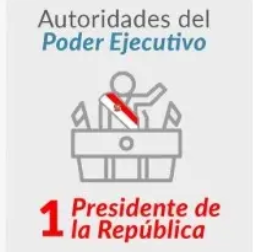 Autoridades del
Poder Ejecutivo
1 Presidente de
la República